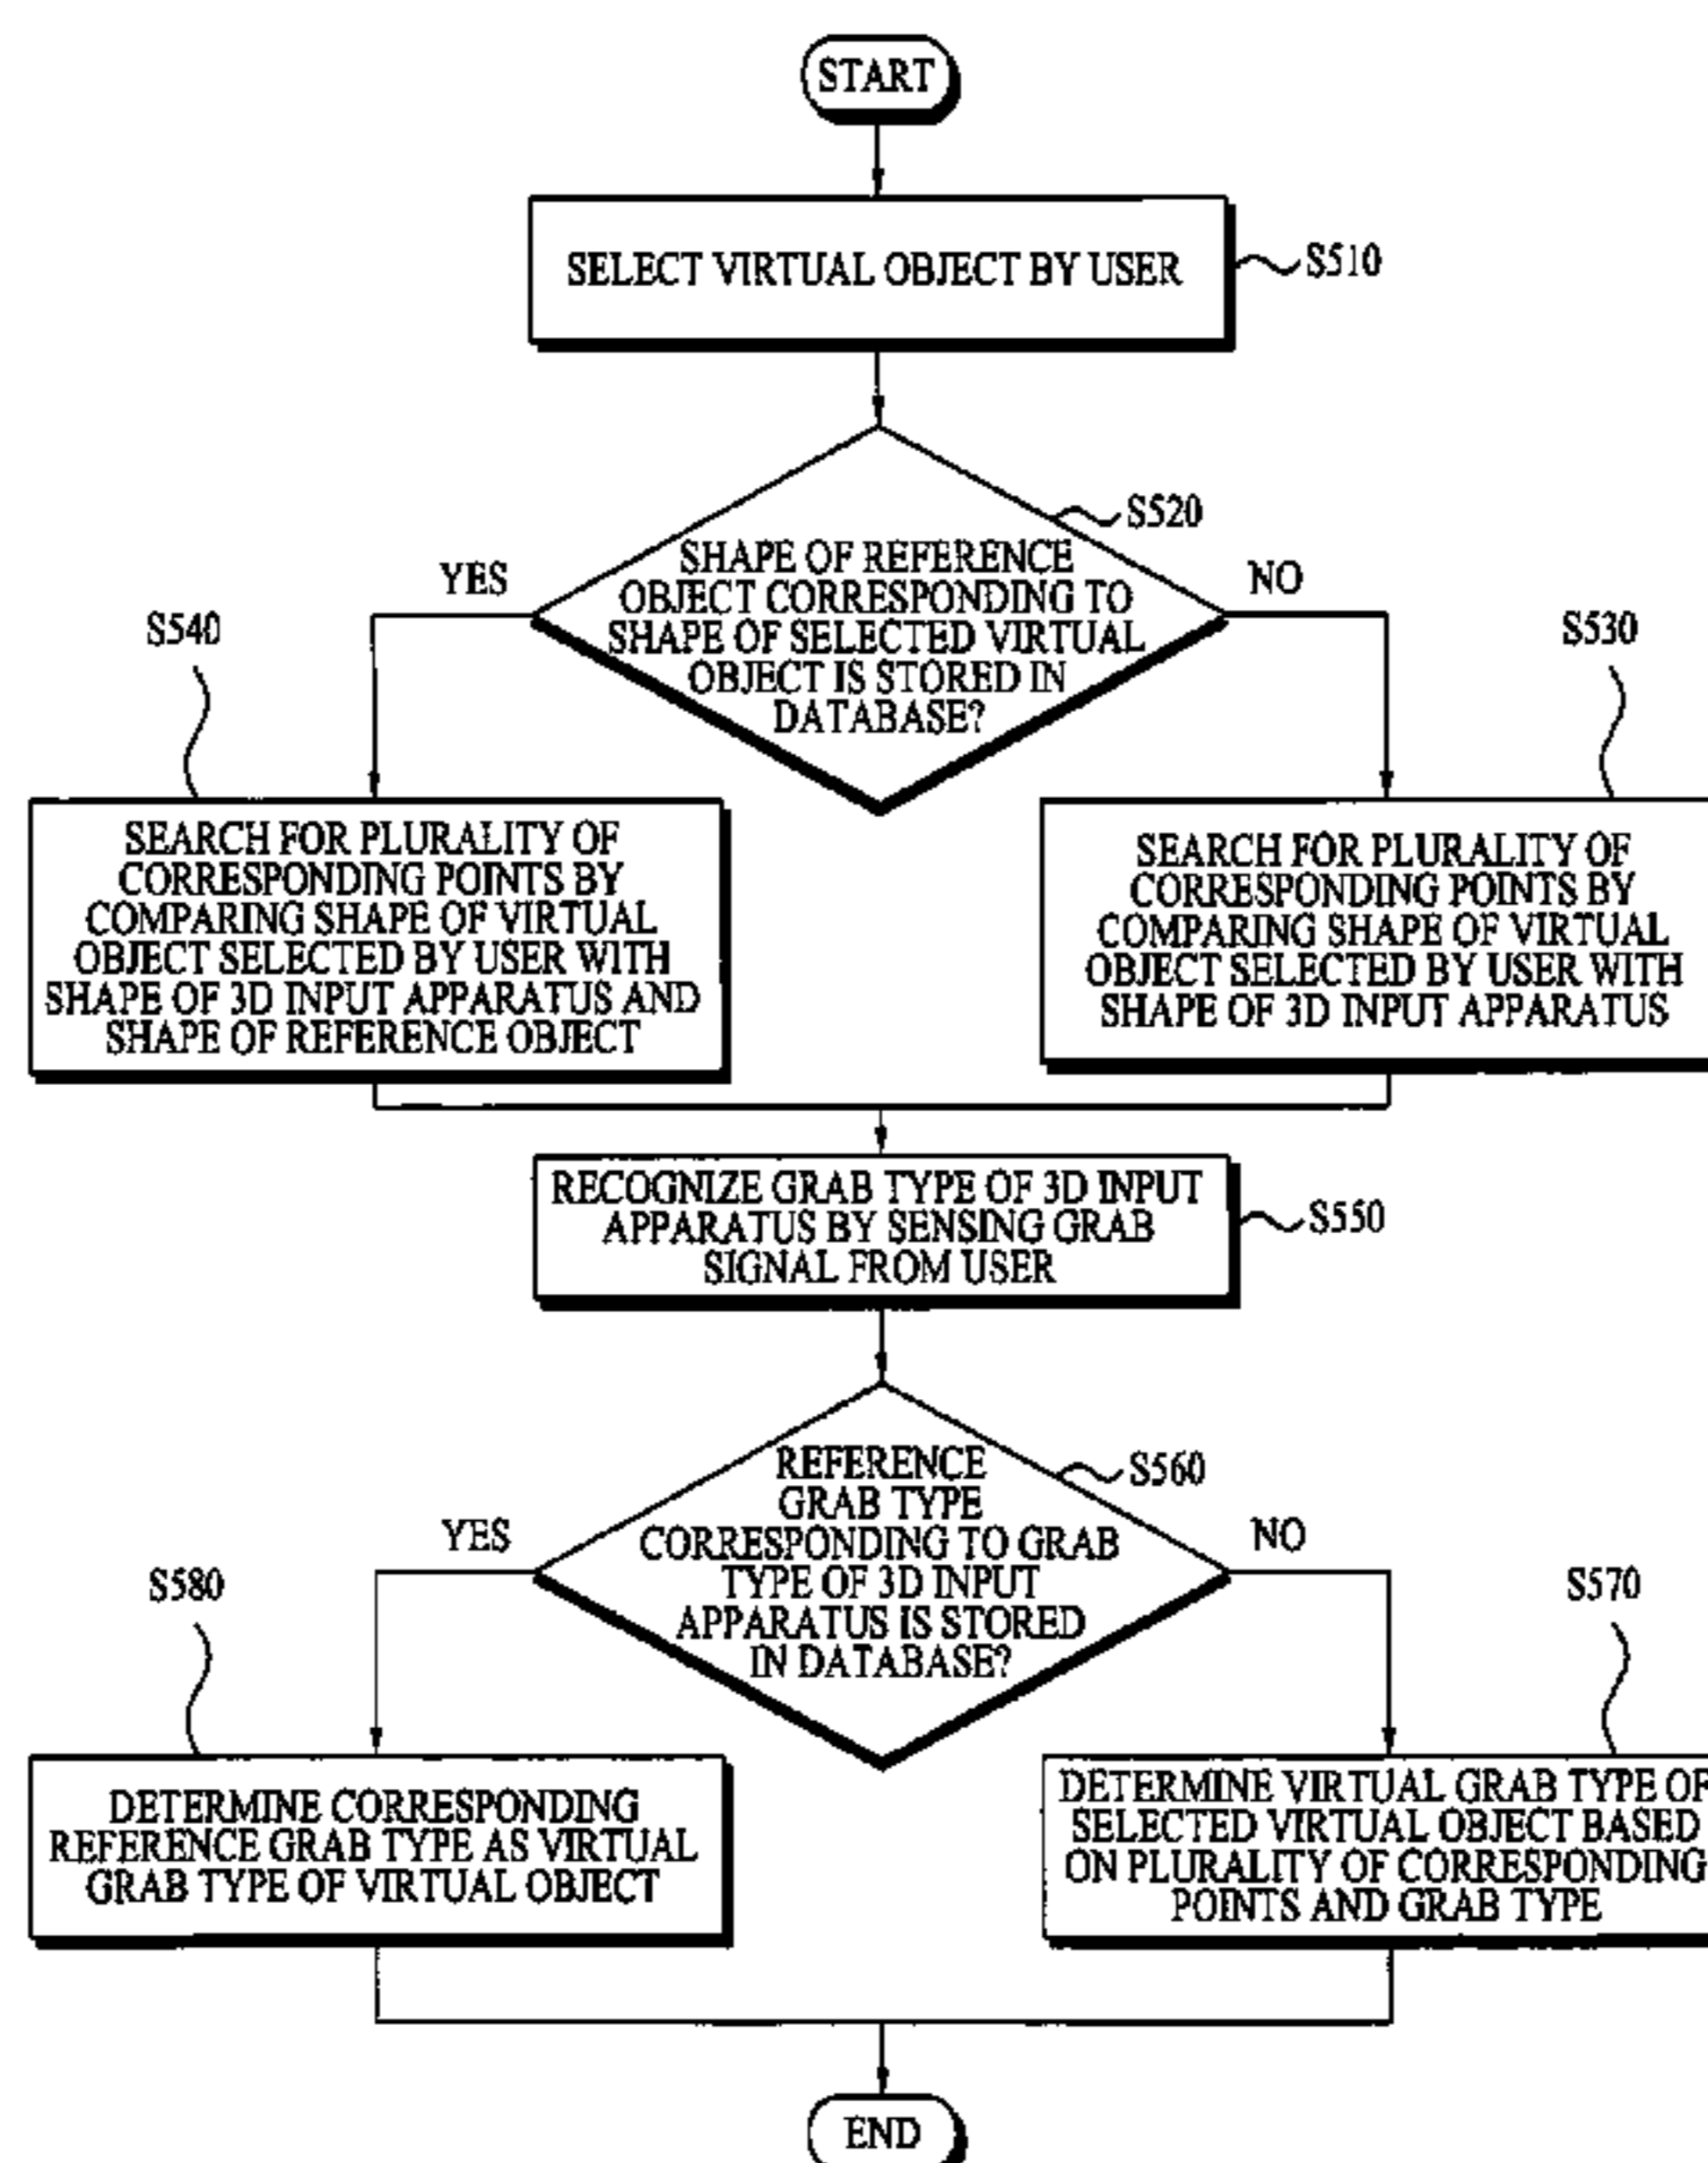 START
SELECT VIRTUAL OBJECT BY USER
S510
S520
SHAPE OF REFERENCE
OBJECT CORRESPONDING TO
SHAPE OF SELECTED VIRTUAL
OBJECT IS STORED IN
DATABASE?
YES
NO
S540
S530
SEARCH FOR PLURALITY OF
CORRESPONDING POINTS BY
COMPARING SHAPE OF VIRTUAL
OBJECT SELECTED BY USER WITH
SHAPE OF 3D INPUT APPARATUS AND
SHAPE OF REFERENCE OBJECT
SEARCH FOR PLURALITY OF
CORRESPONDING POINTS BY
COMPARING SHAPE OF VIRTUAL
OBJECT SELECTED BY USER WITH
SHAPE OF 3D INPUT APPARATUS
RECOGNIZE GRAB TYPE OF 3D INPUT
APPARATUS BY SENSING GRAB
SIGNAL FROM USER
S550
S560
REFERENCE
GRAB TYPE
CORRESPONDING TO GRAB
TYPE OF 3D INPUT
APPARATUS IS STORED
IN DATABASE?
YES
NO
S580
S570
DETERMINE CORRESPONDING
REFERENCE GRAB TYPE AS VIRTUAL
GRAB TYPE OF VIRTUAL OBJECT
DETERMINE VIRTUAL GRAB TYPE OF
SELECTED VIRTUAL OBJECT BASED
ON PLURALITY OF CORRESPONDING
POINTS AND GRAB TYPE
END